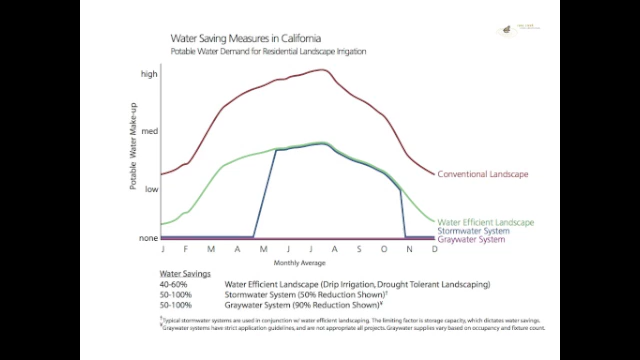 Water Saving Measures in California
Potable Water Demand for Residential Landscape Irrigation
high
med
low
none
Potable Water Make-up
Conventional Landscape
Water Efficient Landscape
Stormwater System
Graywater System
J F M A M J J A S O N D
Monthly Average
Water Savings
40-60% Water Efficient Landscape (Drip Irrigation, Drought Tolerant Landscaping)
50-100% Stormwater System (50% Reduction Shown)†
50-100% Graywater System (90% Reduction Shown)¥
†Typical stormwater systems are used in conjunction w/ water efficient landscaping. The limiting factor is storage capacity, which dictates water savings.
¥Graywater systems have strict application guidelines, and are not appropriate all projects. Graywater supplies vary based on occupancy and fixture count.